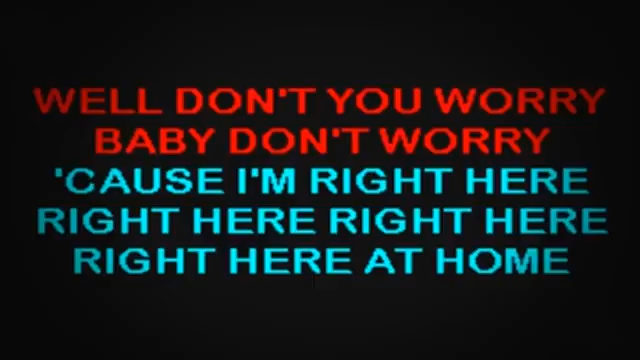 WELL DON'T YOU WORRY
BABY DON'T WORRY
'CAUSE I'M RIGHT HERE
RIGHT HERE RIGHT HERE
RIGHT HERE AT HOME